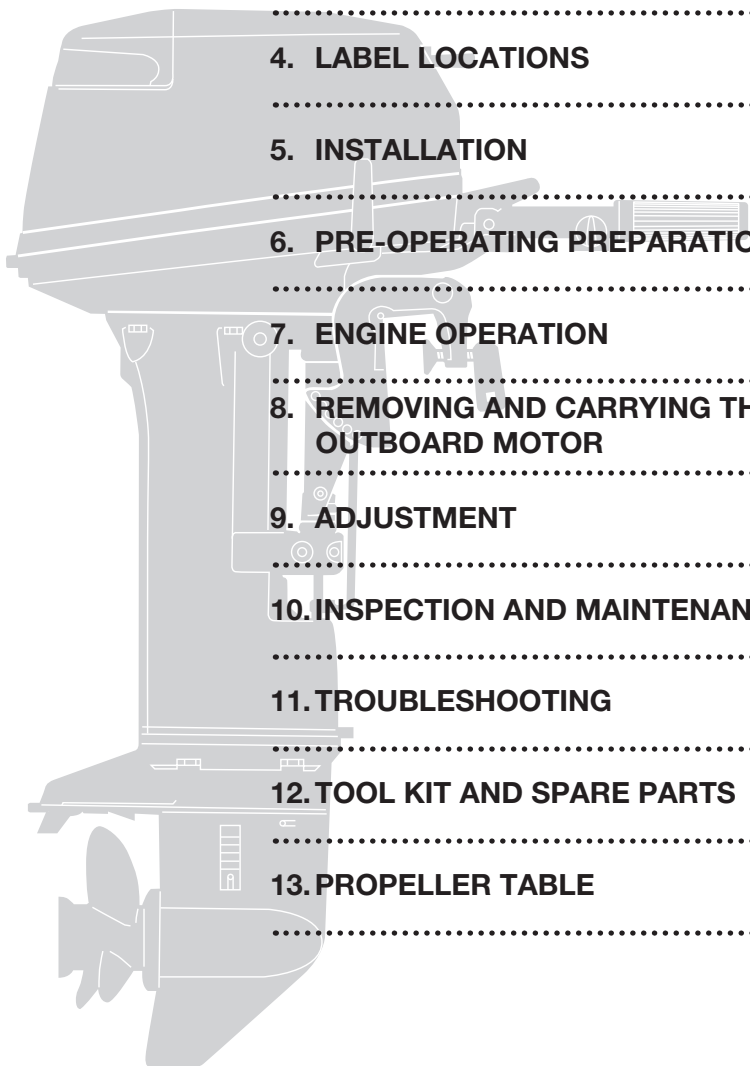 4. LABEL LOCATIONS
5. INSTALLATION
6. PRE-OPERATING PREPARATIO
7. ENGINE OPERATION
8. REMOVING AND CARRYING TH
OUTBOARD MOTOR
9. ADJUSTMENT
10. INSPECTION AND MAINTENAN
11. TROUBLESHOOTING
12. TOOL KIT AND SPARE PARTS
13. PROPELLER TABLE